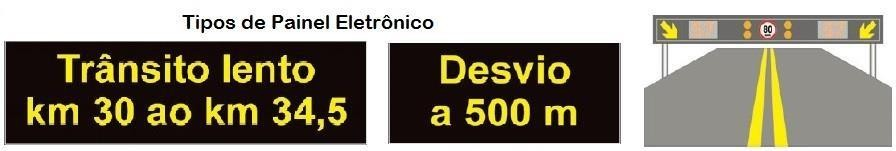 Tipos de Painel Eletrônico
Trânsito lento
km 30 ao km 34,5
Desvio
a 500 m
80